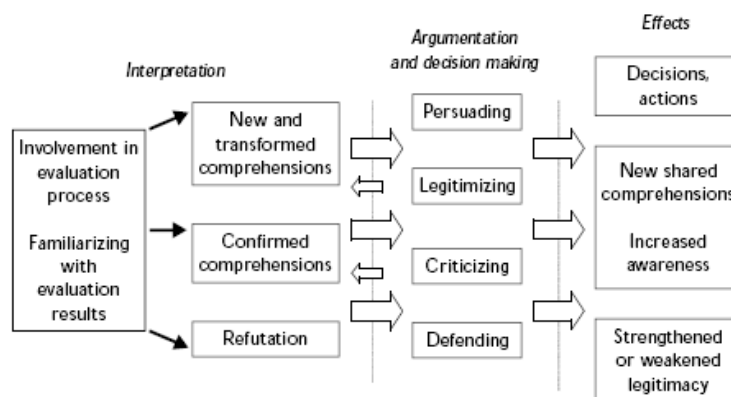 Interpretation
Argumentation
and decision making
Effects
Involvement in
evaluation
process
Familiarizing
with
evaluation
results
New and
transformed
comprehensions
Confirmed
comprehensions
Refutation
Persuading
Legitimizing
Criticizing
Defending
Decisions,
actions
New shared
comprehensions
Increased
awareness
Strengthened
or weakened
legitimacy